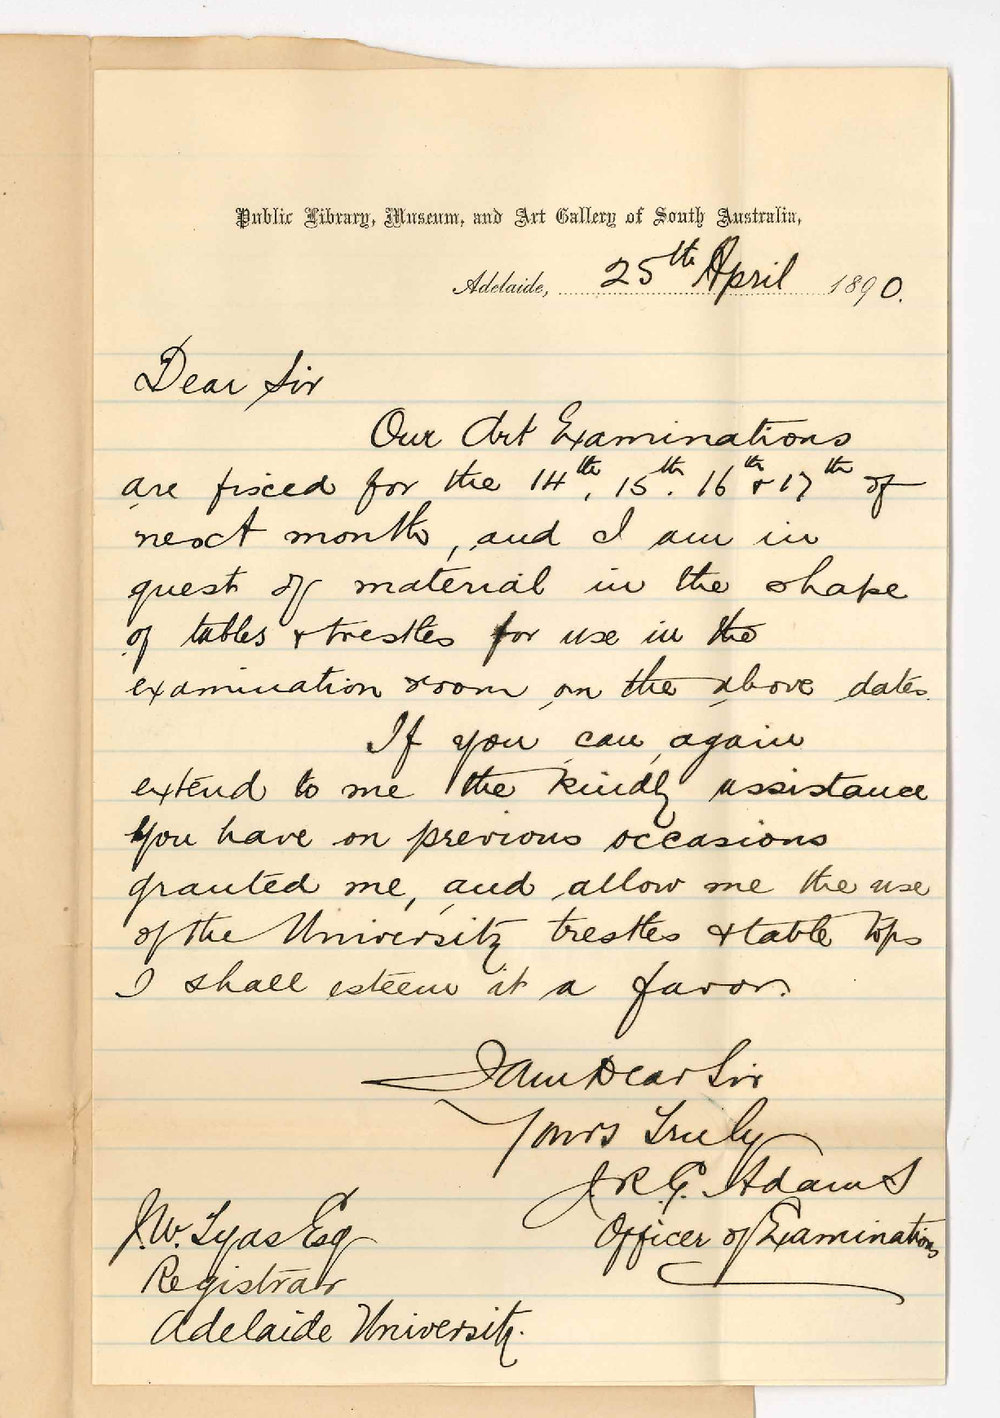 Public Library, Museum, and Art Gallery of South Australia,
Adelaide, 25th April 1890.
Dear Sir
Our Art Examinations
are fixed for the 14th, 15th. 16th & 17th of
next month, and I am in
quest of material in the shape
of tables & trestles for use in the
examination room on the above dates.
If you can again
extend to me the kindly assistance
you have on previous occasions
granted me, and allow me the use
of the University trestles & table tops
I shall esteem it a favor.
I am Dear Sir
Yours Truly
J R. G. Adams
Officer of Examinations
J. W. Tyas Esq
Registrar
Adelaide University.